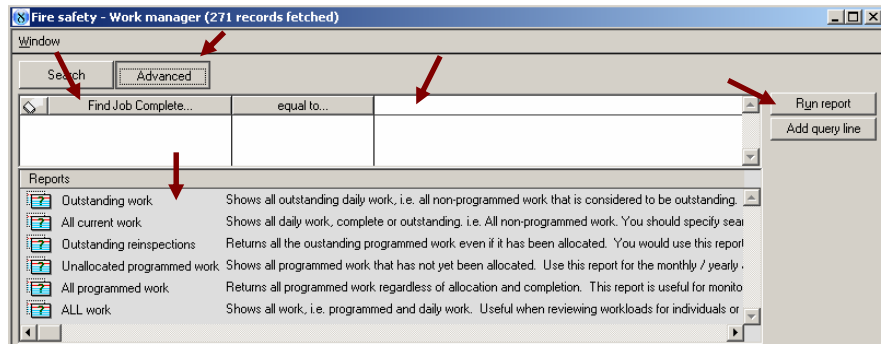 Fire safety - Work manager (271 records fetched)
Window
Search Advanced
Find Job Complete... equal to... Run report
Add query line
Reports
Outstanding work Shows all outstanding daily work, i.e. all non-programmed work that is considered to be outstanding.
All current work Shows all daily work, complete or outstanding. i.e. All non-programmed work. You should specify sear
Outstanding reinspections Returns all the oustanding programmed work even if it has been allocated. You would use this report
Unallocated programmed work Shows all programmed work that has not yet been allocated. Use this report for the monthly / yearly
All programmed work Returns all programmed work regardless of allocation and completion. This report is useful for monito
ALL work Shows all work, i.e. programmed and daily work. Useful when reviewing workloads for individuals or